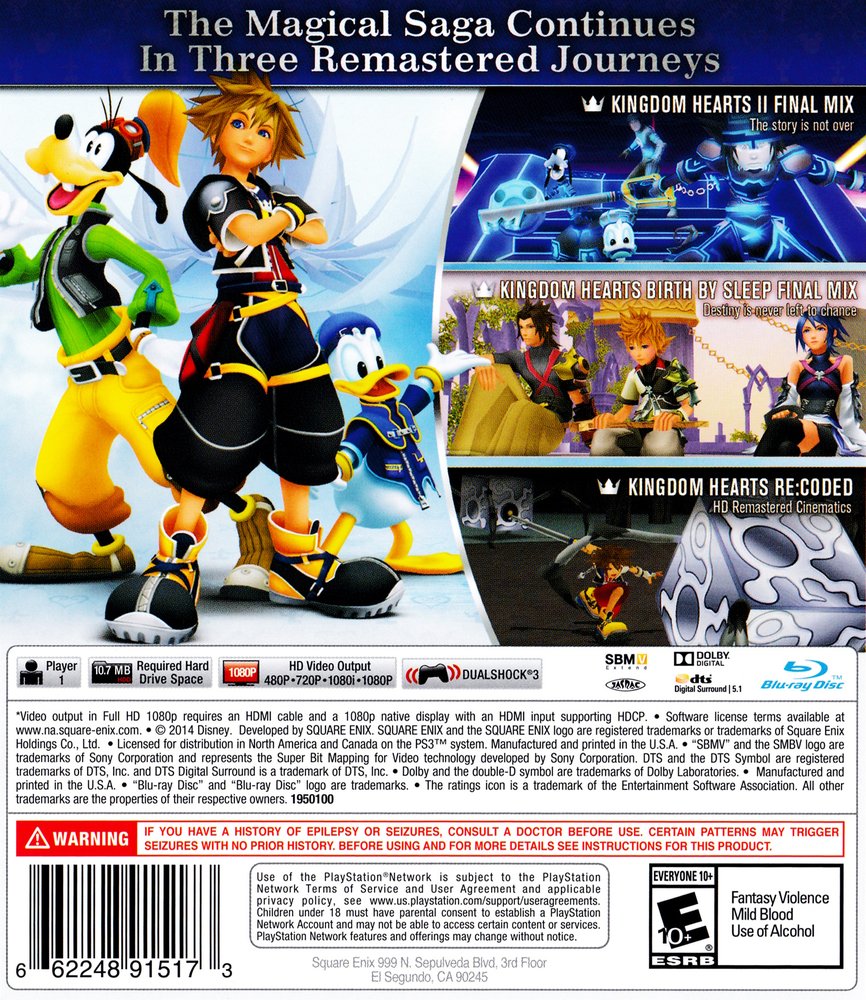 The Magical Saga Continues
In Three Remastered Journeys
KINGDOM HEARTS II FINAL MIX
The story is not over
KINGDOM HEARTS BIRTH BY SLEEP FINAL MIX
Destiny is never left to chance
KINGDOM HEARTS RE:CODED
HD Remastered Cinematics
Player
1
10.7 MB
HDD
Required Hard
Drive Space
1080P
HD Video Output
480P•720P•1080i•1080P
DUALSHOCK®3
SBMV
Extend
JASRAC
DOLBY
DIGITAL
dts
Digital Surround | 5.1
Blu-ray Disc™
*Video output in Full HD 1080p requires an HDMI cable and a 1080p native display with an HDMI input supporting HDCP. • Software license terms available at
www.na.square-enix.com. • © 2014 Disney. Developed by SQUARE ENIX. SQUARE ENIX and the SQUARE ENIX logo are registered trademarks or trademarks of Square Enix
Holdings Co., Ltd. • Licensed for distribution in North America and Canada on the PS3™ system. Manufactured and printed in the U.S.A. • “SBMV” and the SMBV logo are
trademarks of Sony Corporation and represents the Super Bit Mapping for Video technology developed by Sony Corporation. DTS and the DTS Symbol are registered
trademarks of DTS, Inc. and DTS Digital Surround is a trademark of DTS, Inc. • Dolby and the double-D symbol are trademarks of Dolby Laboratories. • Manufactured and
printed in the U.S.A. • “Blu-ray Disc” and “Blu-ray Disc” logo are trademarks. • The ratings icon is a trademark of the Entertainment Software Association. All other
trademarks are the properties of their respective owners. 1950100
WARNING
IF YOU HAVE A HISTORY OF EPILEPSY OR SEIZURES, CONSULT A DOCTOR BEFORE USE. CERTAIN PATTERNS MAY TRIGGER
SEIZURES WITH NO PRIOR HISTORY. BEFORE USING AND FOR MORE DETAILS SEE INSTRUCTIONS FOR THIS PRODUCT.
6 62248 91517 3
Use of the PlayStation®Network is subject to the PlayStation
Network Terms of Service and User Agreement and applicable
privacy policy, see www.us.playstation.com/support/useragreements.
Children under 18 must have parental consent to establish a PlayStation
Network Account and may not be able to access certain content or services.
PlayStation Network features and offerings may change without notice.
Square Enix 999 N. Sepulveda Blvd, 3rd Floor
El Segundo, CA 90245
EVERYONE 10+
E
10+
®
ESRB
Fantasy Violence
Mild Blood
Use of Alcohol